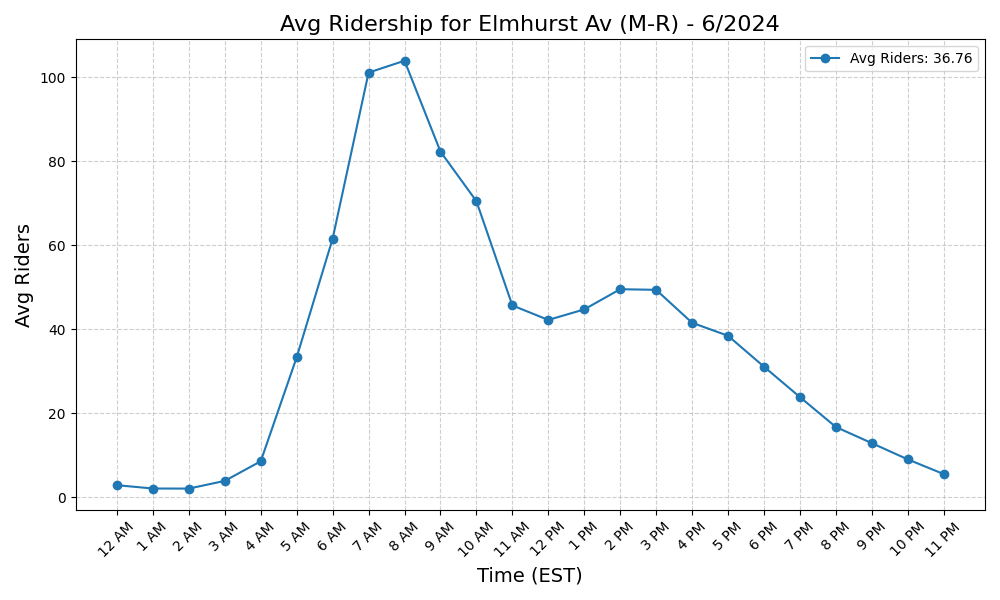 Avg Ridership for Elmhurst Av (M-R) - 6/2024
Avg Riders: 36.76
Avg Riders
100
80
60
40
20
0
12 AM
1 AM
2 AM
3 AM
4 AM
5 AM
6 AM
7 AM
8 AM
9 AM
10 AM
11 AM
12 PM
1 PM
2 PM
3 PM
4 PM
5 PM
6 PM
7 PM
8 PM
9 PM
10 PM
11 PM
Time (EST)